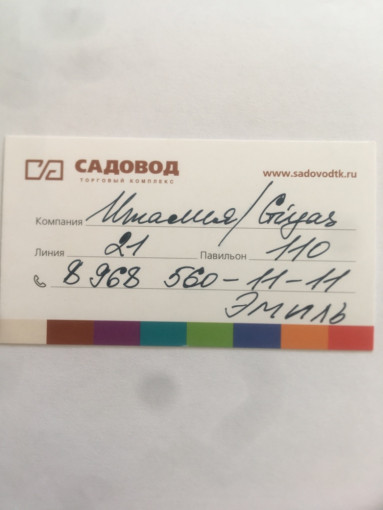 САДОВОД
ТОРГОВЫЙ КОМПЛЕКС
www.sadovodtk.ru
Компания Италия/Giyas
Линия 21 Павильон 110
8 968 560-11-11
Эмиль